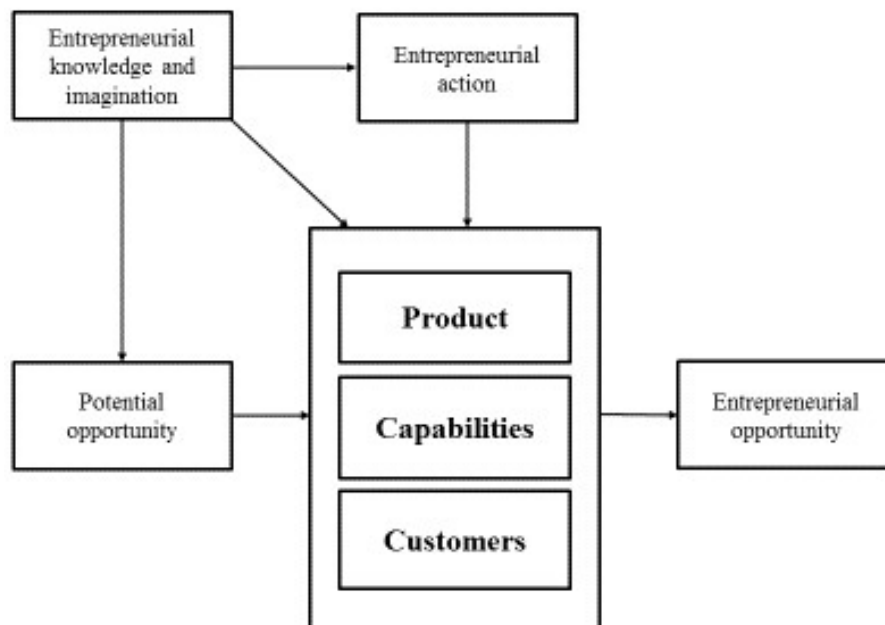 Entrepreneurial
knowledge and
imagination
Entrepreneurial
action
Product
Potential
opportunity
Capabilities
Entrepreneurial
opportunity
Customers